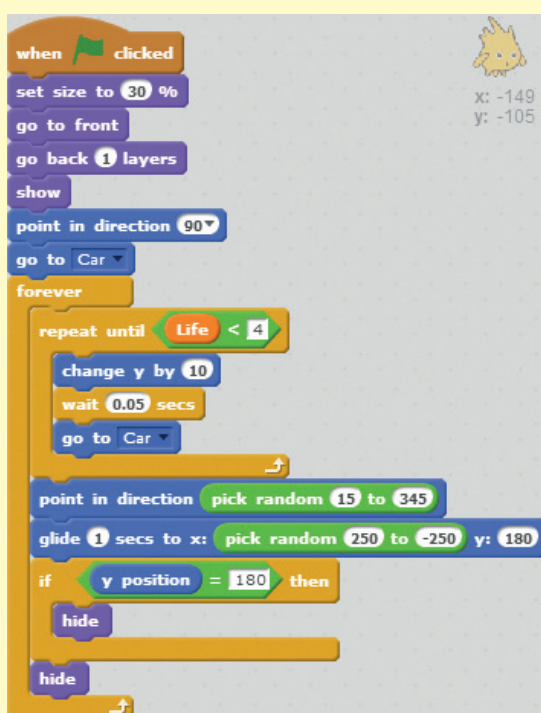 when clicked
set size to 30 %
x: -149
go to front
y: -105
go back 1 layers
show
point in direction 90
go to Car
forever
repeat until Life < 4
change y by 10
wait 0.05 secs
go to Car
point in direction pick random 15 to 345
glide 1 secs to x: pick random 250 to -250 y: 180
if y position = 180 then
hide
hide